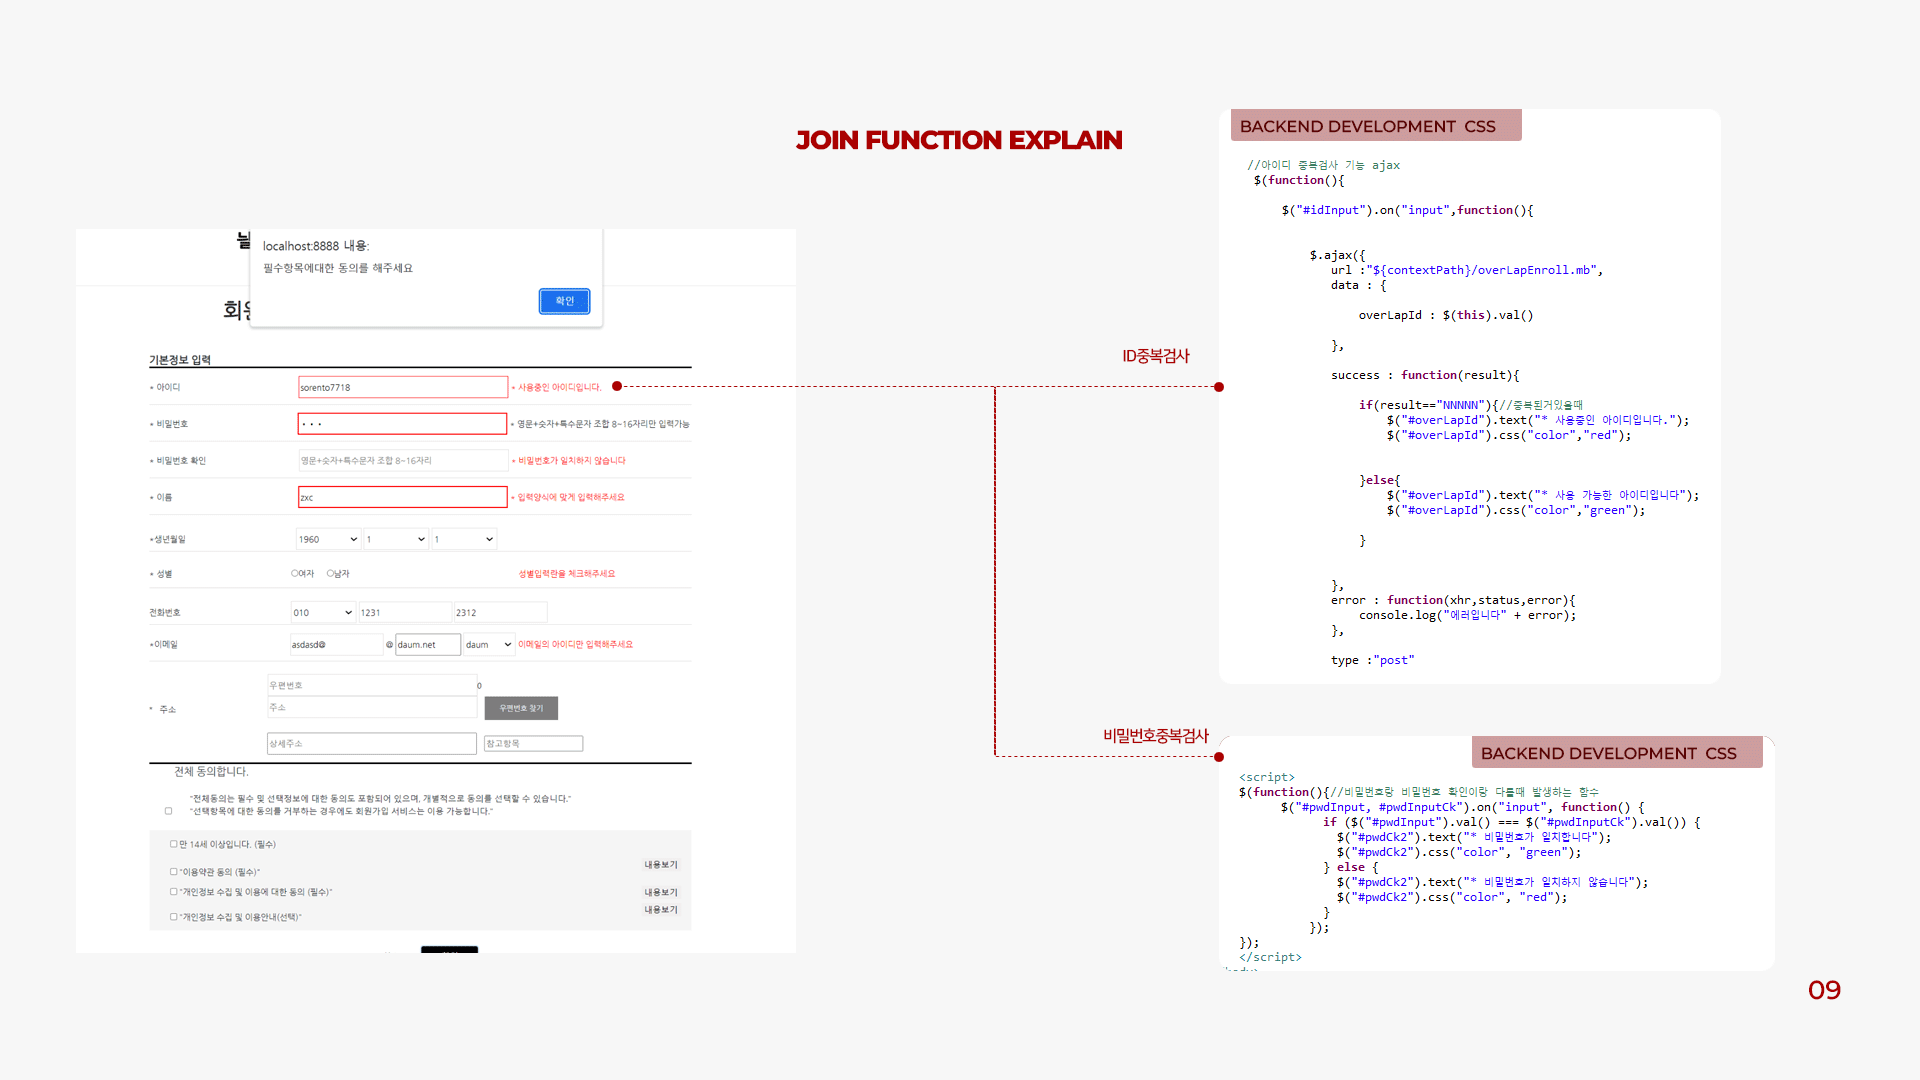 JOIN FUNCTION EXPLAIN
localhost:8888 내용:
필수항목에대한 동의를 해주세요
확인
기본정보 입력
* 아이디 sorento7718 * 사용중인 아이디입니다.
* 비밀번호 • • • * 영문+숫자+특수문자 조합 8~16자리만 입력가능
* 비밀번호 확인 영문+숫자+특수문자 조합 8~16자리 * 비밀번호가 일치하지 않습니다
* 이름 zxc * 입력양식에 맞게 입력해주세요
*생년월일 1960 1 1
* 성별 여자 남자 성별입력란을 체크해주세요
전화번호 010 1231 2312
*이메일 asdasd@ @ daum.net daum 이메일의 아이디만 입력해주세요
우편번호 0
* 주소 주소 우편번호 찾기
상세주소 참고항목
전체 동의합니다.
"전체동의는 필수 및 선택정보에 대한 동의도 포함되어 있으며, 개별적으로 동의를 선택할 수 있습니다."
"선택항목에 대한 동의를 거부하는 경우에도 회원가입 서비스는 이용 가능합니다."
만 14세 이상입니다. (필수)
"이용약관 동의 (필수)" 내용보기
"개인정보 수집 및 이용에 대한 동의 (필수)" 내용보기
"개인정보 수집 및 이용안내(선택)" 내용보기
ID중복검사
비밀번호중복검사
BACKEND DEVELOPMENT CSS
//아이디 중복검사 기능 ajax
$(function(){
$("#idInput").on("input",function(){
$.ajax({
url :"${contextPath}/overLapEnroll.mb",
data : {
overLapId : $(this).val()
},
success : function(result){
if(result=="NNNNN"){//중복된거있을때
$("#overLapId").text("* 사용중인 아이디입니다.");
$("#overLapId").css("color","red");
}else{
$("#overLapId").text("* 사용 가능한 아이디입니다");
$("#overLapId").css("color","green");
}
},
error : function(xhr,status,error){
console.log("에러입니다" + error);
},
type :"post"
BACKEND DEVELOPMENT CSS
<script>
$(function(){//비밀번호랑 비밀번호 확인이랑 다를때 발생하는 함수
$("#pwdInput, #pwdInputCk").on("input", function() {
if ($("#pwdInput").val() === $("#pwdInputCk").val()) {
$("#pwdCk2").text("* 비밀번호가 일치합니다");
$("#pwdCk2").css("color", "green");
} else {
$("#pwdCk2").text("* 비밀번호가 일치하지 않습니다");
$("#pwdCk2").css("color", "red");
}
});
});
</script>
09